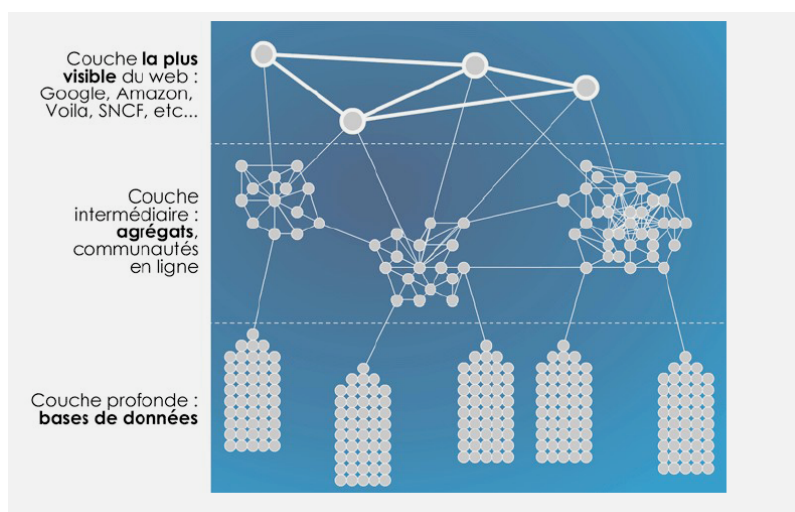 Couche la plus
visible du web :
Google, Amazon,
Voila, SNCF, etc...
Couche
intermédiaire :
agrégats,
communautés
en ligne
Couche profonde :
bases de données